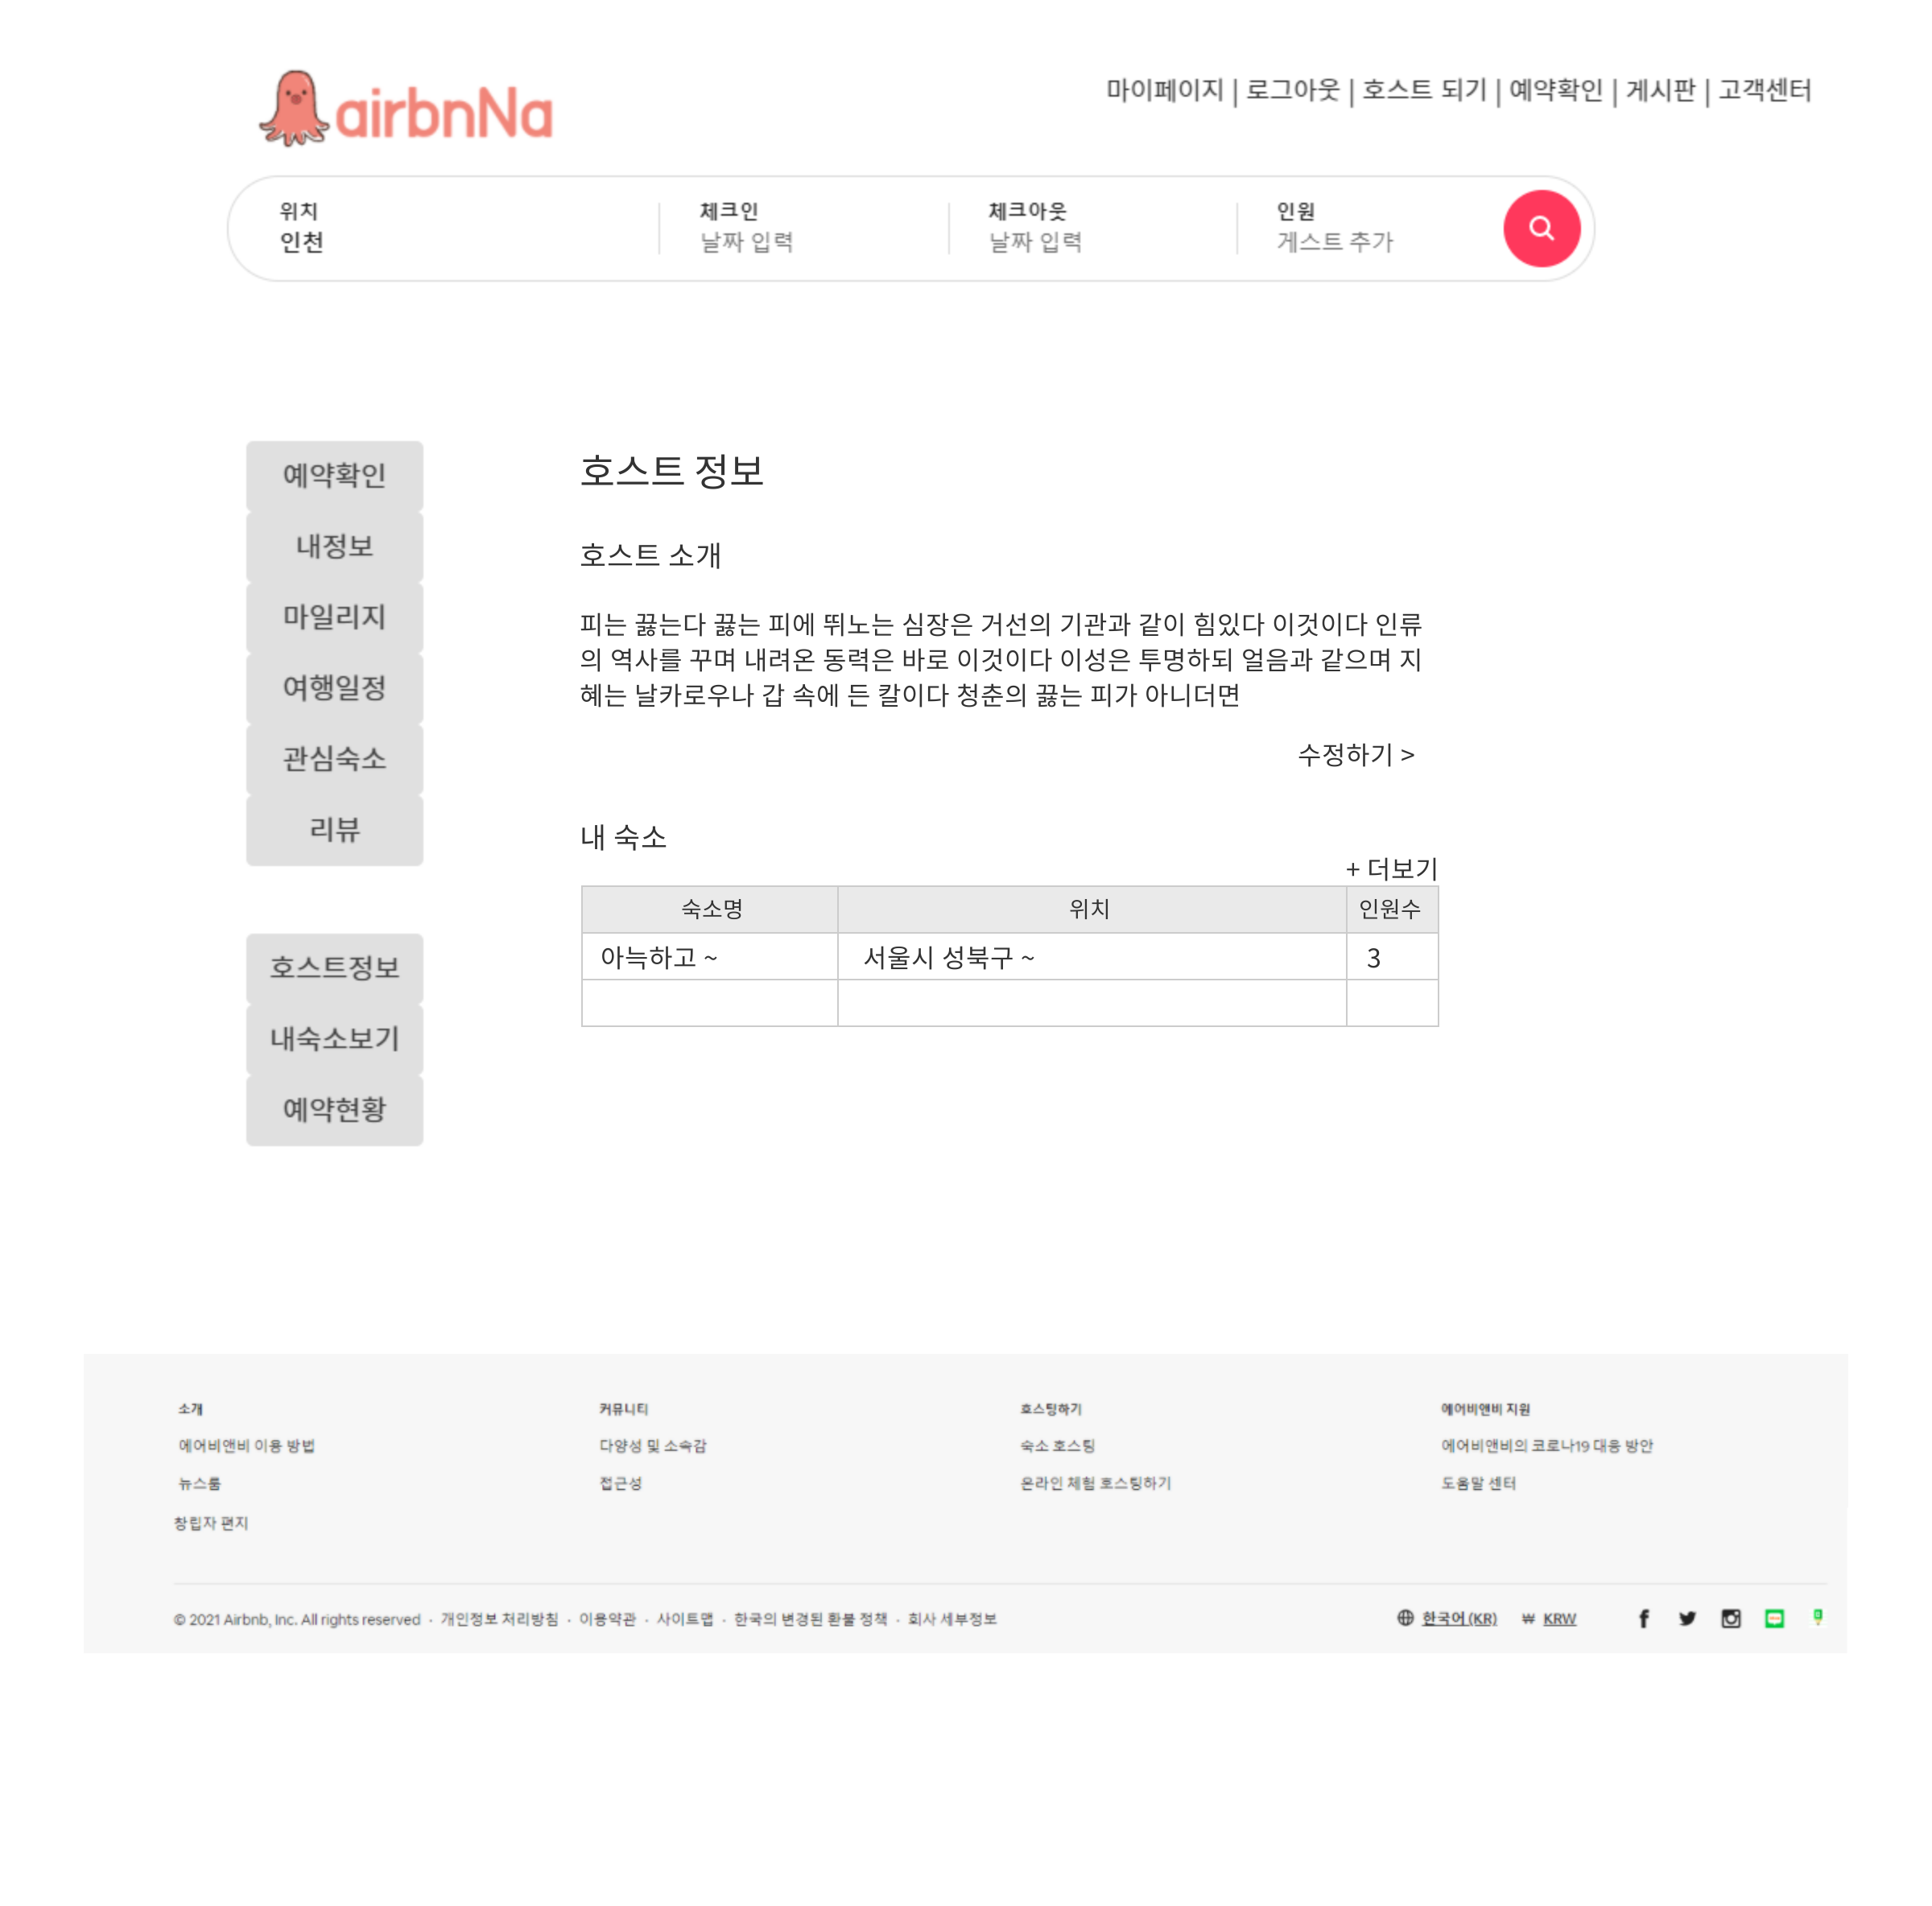 airbnNa
마이페이지 | 로그아웃 | 호스트 되기 | 예약확인 | 게시판 | 고객센터
위치 체크인 체크아웃 인원
인천 날짜 입력 날짜 입력 게스트 추가
예약확인
내정보
마일리지
여행일정
관심숙소
리뷰
호스트정보
내숙소보기
예약현황
호스트 정보
호스트 소개
피는 끓는다 끓는 피에 뛰노는 심장은 거선의 기관과 같이 힘있다 이것이다 인류
의 역사를 꾸며 내려온 동력은 바로 이것이다 이성은 투명하되 얼음과 같으며 지
혜는 날카로우나 갑 속에 든 칼이다 청춘의 끓는 피가 아니더면
수정하기 >
내 숙소
+ 더보기
숙소명 위치 인원수
아늑하고 ~ 서울시 성북구 ~ 3
소개 커뮤니티 호스팅하기 에어비앤비 지원
에어비앤비 이용 방법 다양성 및 소속감 숙소 호스팅 에어비앤비의 코로나19 대응 방안
뉴스룸 접근성 온라인 체험 호스팅하기 도움말 센터
창립자 편지
© 2021 Airbnb, Inc. All rights reserved · 개인정보 처리방침 · 이용약관 · 사이트맵 · 한국의 변경된 환불 정책 · 회사 세부정보 한국어 (KR) ₩ KRW